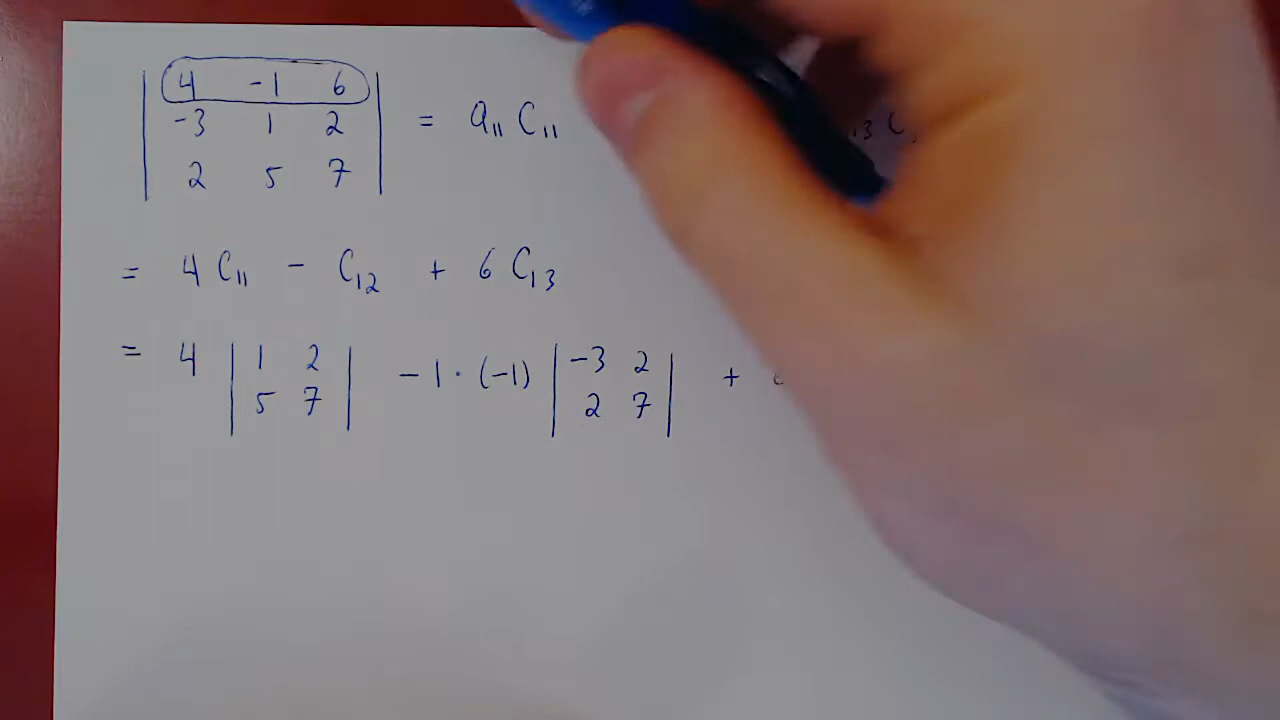 | 4 -1 6 |
| -3 1 2 | = a₁₁ C₁₁
| 2 5 7 |
= 4 C₁₁ - C₁₂ + 6 C₁₃
= 4 | 1 2 | - 1 · (-1) | -3 2 | +
| 5 7 | | 2 7 |